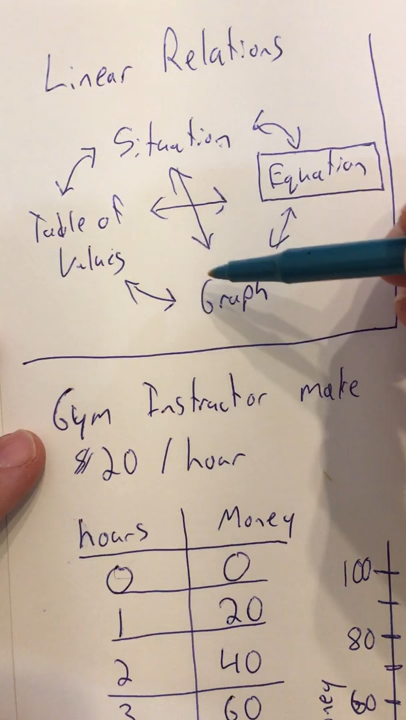 Linear Relations
Situation
Equation
Table of
Values
Graph
Gym Instructor make
$20 / hour
hours Money
0 0
1 20
2 40
3 60
100
80
60